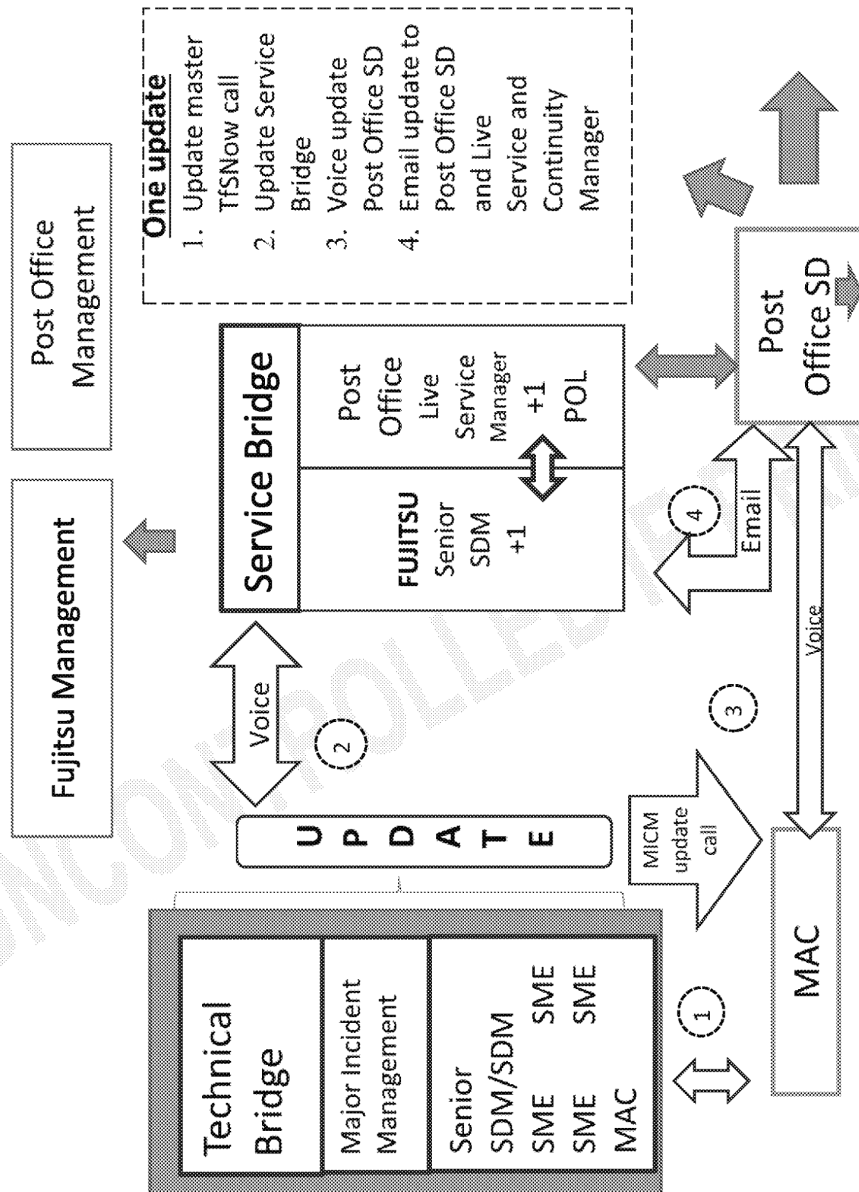 Fujitsu Management
Post Office
Management
Technical
Bridge
Major Incident
Management
Senior
SDM/SDM
SME SME
SME SME
MAC
U
P
D
A
T
E
Voice
2
Service Bridge
FUJITSU
Senior
SDM
+1
Post
Office
Live
Service
Manager
+1
POL
One update
1. Update master
TfSNow call
2. Update Service
Bridge
3. Voice update
Post Office SD
4. Email update to
Post Office SD
and Live
Service and
Continuity
Manager
1
MICM
update
call
3
4
Email
MAC
Voice
Post
Office SD
UNCONTROLLED IF